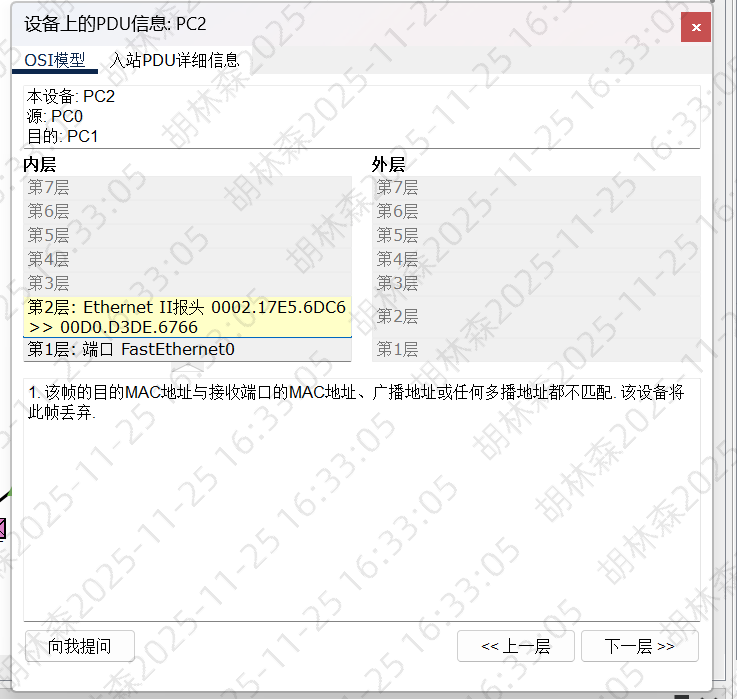 设备上的PDU信息: PC2
×
OSI模型 入站PDU详细信息
本设备: PC2
源: PC0
目的: PC1
内层
外层
第7层
第6层
第5层
第4层
第3层
第2层: Ethernet II报头 0002.17E5.6DC6
>> 00D0.D3DE.6766
第1层: 端口 FastEthernet0
第7层
第6层
第5层
第4层
第3层
第2层
第1层
1. 该帧的目的MAC地址与接收端口的MAC地址、广播地址或任何多播地址都不匹配. 该设备将
此帧丢弃.
向我提问
<< 上一层
下一层 >>
胡林森2025-11-25 16:33:05